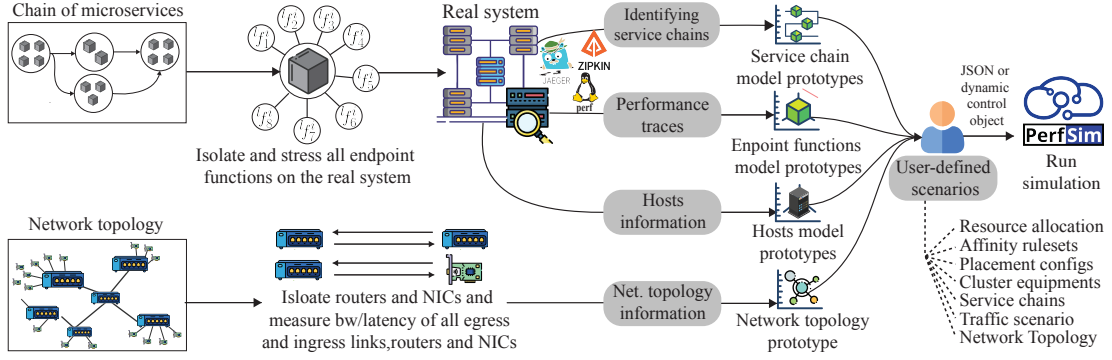 Chain of microservices
Isolate and stress all endpoint
functions on the real system
Real system
JAEGER
ZIPKIN
perf
Identifying
service chains
Service chain
model prototypes
Performance
traces
Enpoint functions
model prototypes
Hosts
information
Hosts model
prototype
Network topology
Isloate routers and NICs and
measure bw/latency of all egress
and ingress links,routers and NICs
Net. topology
information
Network topology
prototype
User-defined
scenarios
JSON or
dynamic
control
object
PerfSim
Run
simulation
Resource allocation
Affinity rulesets
Placement configs
Cluster equipments
Service chains
Traffic scenario
Network Topology